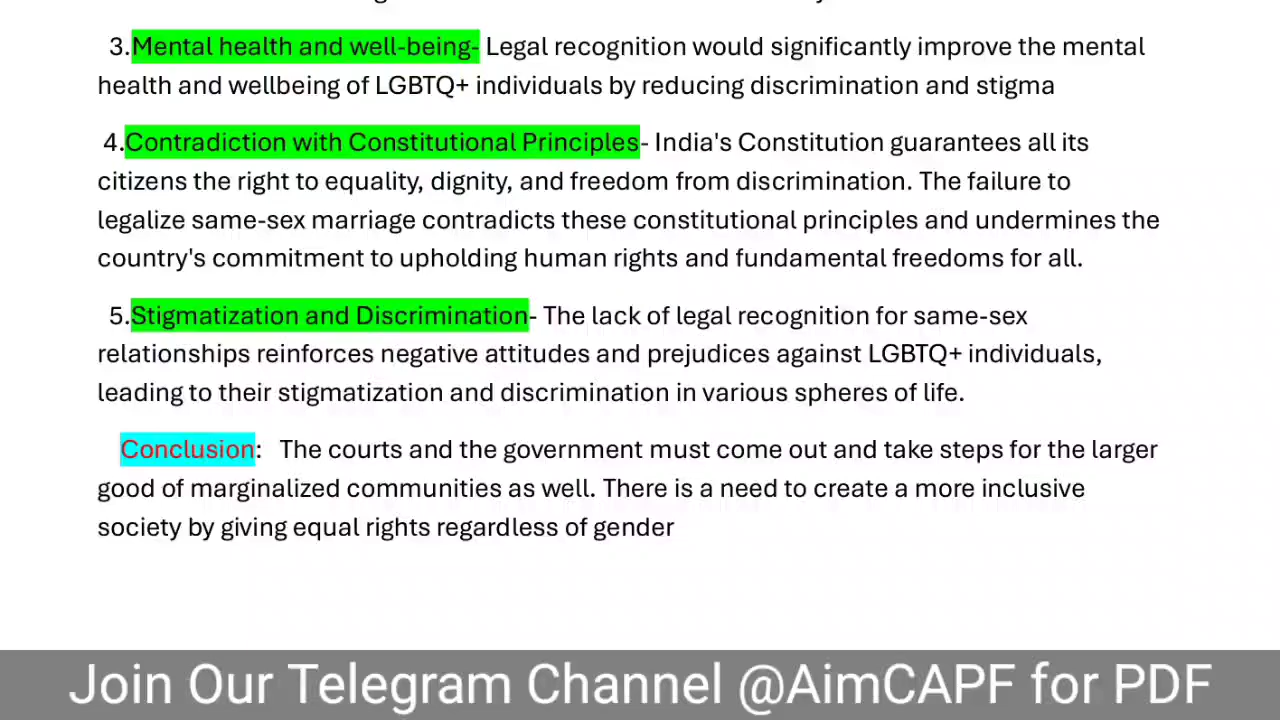 3.Mental health and well-being- Legal recognition would significantly improve the mental
health and wellbeing of LGBTQ+ individuals by reducing discrimination and stigma
4.Contradiction with Constitutional Principles- India's Constitution guarantees all its
citizens the right to equality, dignity, and freedom from discrimination. The failure to
legalize same-sex marriage contradicts these constitutional principles and undermines the
country's commitment to upholding human rights and fundamental freedoms for all.
5.Stigmatization and Discrimination- The lack of legal recognition for same-sex
relationships reinforces negative attitudes and prejudices against LGBTQ+ individuals,
leading to their stigmatization and discrimination in various spheres of life.
Conclusion: The courts and the government must come out and take steps for the larger
good of marginalized communities as well. There is a need to create a more inclusive
society by giving equal rights regardless of gender
Join Our Telegram Channel @AimCAPF for PDF